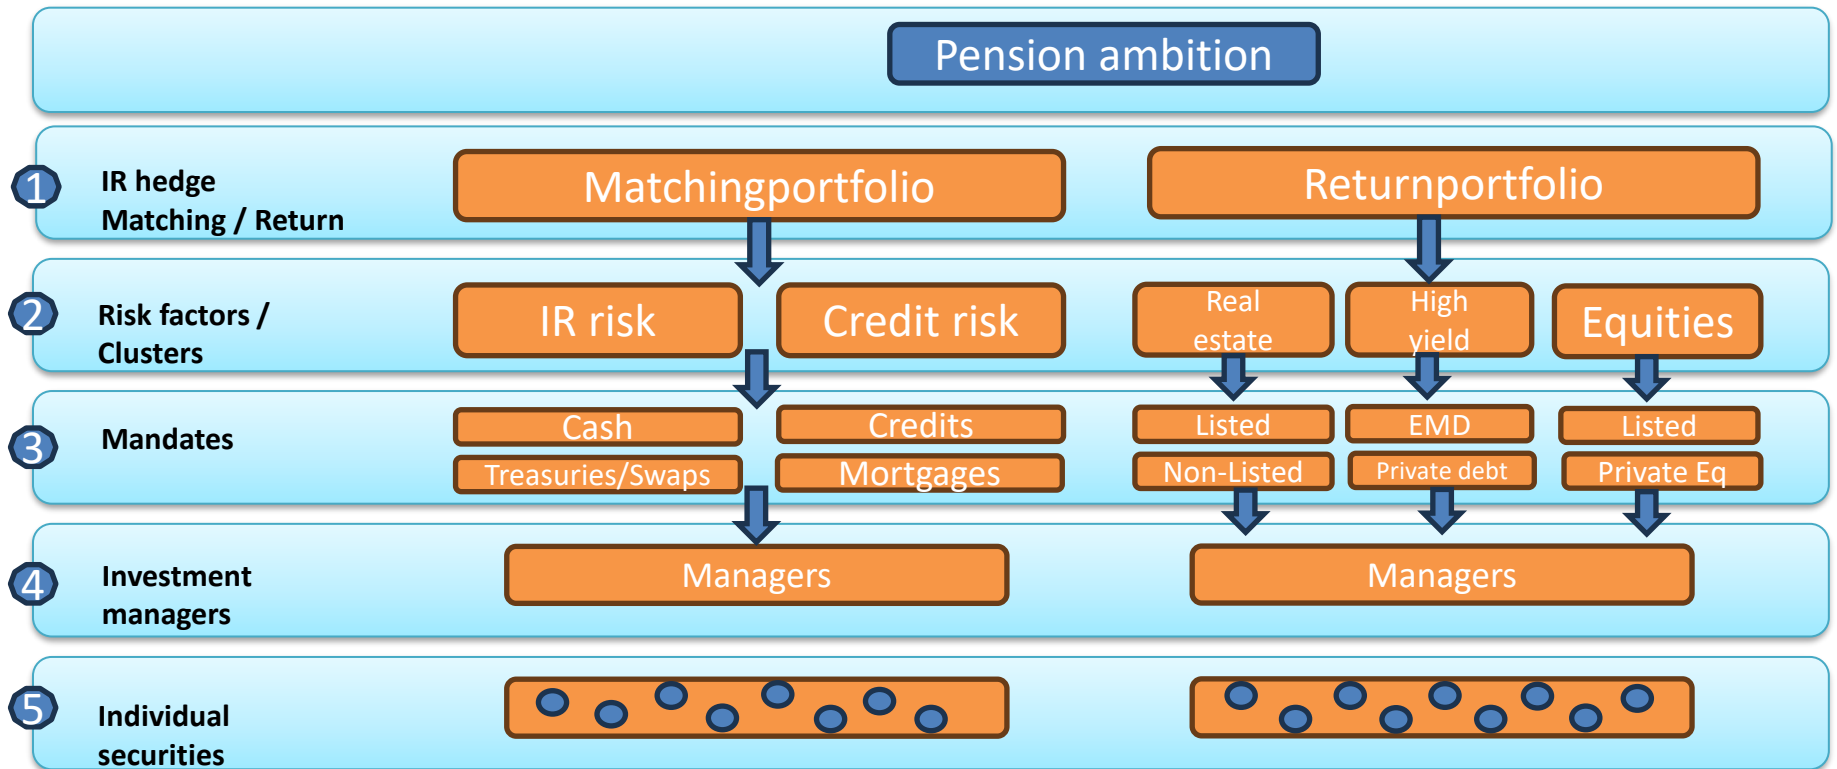 Pension ambition
1
IR hedge
Matching / Return
Matchingportfolio
Returnportfolio
2
Risk factors /
Clusters
IR risk
Credit risk
Real
estate
High
yield
Equities
3
Mandates
Cash
Credits
Listed
EMD
Listed
Treasuries/Swaps
Mortgages
Non-Listed
Private debt
Private Eq
4
Investment
managers
Managers
Managers
5
Individual
securities